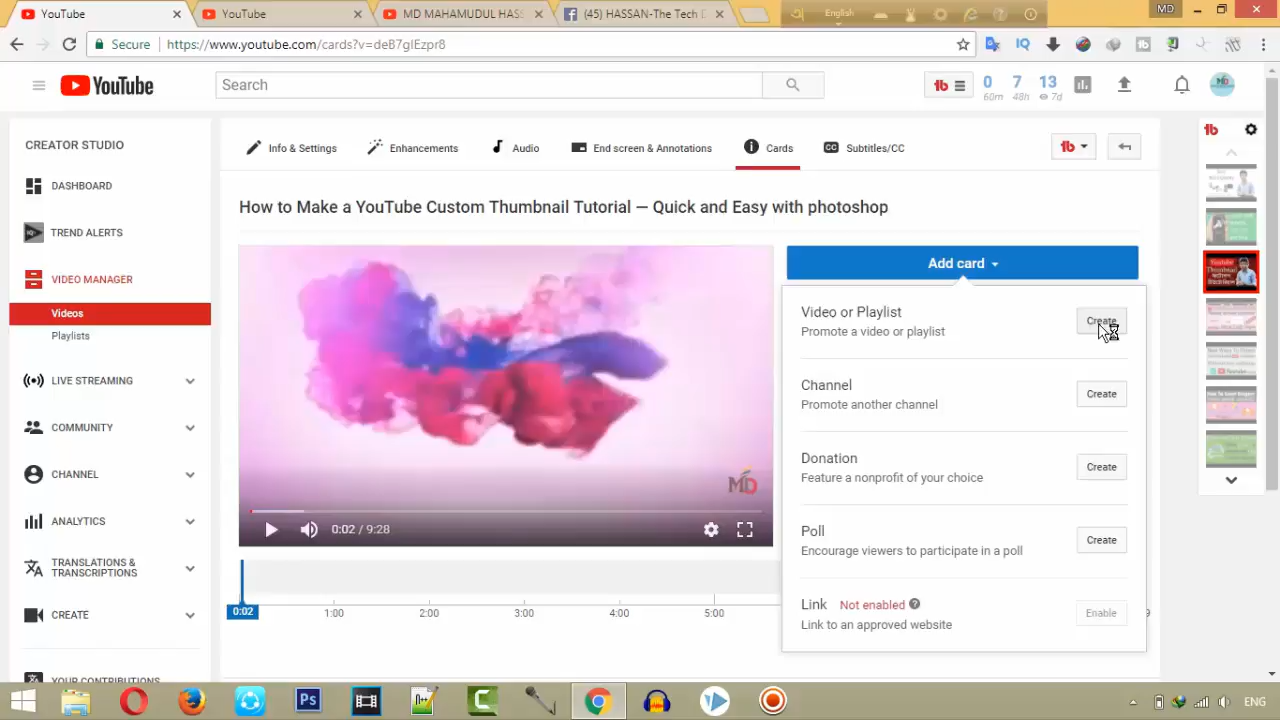 YouTube
YouTube
MD MAHAMUDUL HASS
(45) HASSAN-The Tech D
English
MD
Secure
https://www.youtube.com/cards?v=deB7gIEzpr8
YouTube
Search
0 7 13
60m 48h 7d
CREATOR STUDIO
DASHBOARD
TREND ALERTS
VIDEO MANAGER
Videos
Playlists
LIVE STREAMING
COMMUNITY
CHANNEL
ANALYTICS
TRANSLATIONS &
TRANSCRIPTIONS
CREATE
YOUR CONTRIBUTIONS
Info & Settings
Enhancements
Audio
End screen & Annotations
Cards
CC Subtitles/CC
How to Make a YouTube Custom Thumbnail Tutorial — Quick and Easy with photoshop
MD
0:02 / 9:28
0:02
1:00
2:00
3:00
4:00
5:00
Add card
Video or Playlist
Promote a video or playlist
Create
Channel
Promote another channel
Create
Donation
Feature a nonprofit of your choice
Create
Poll
Encourage viewers to participate in a poll
Create
Link Not enabled
Link to an approved website
Enable
9
Ps
ENG